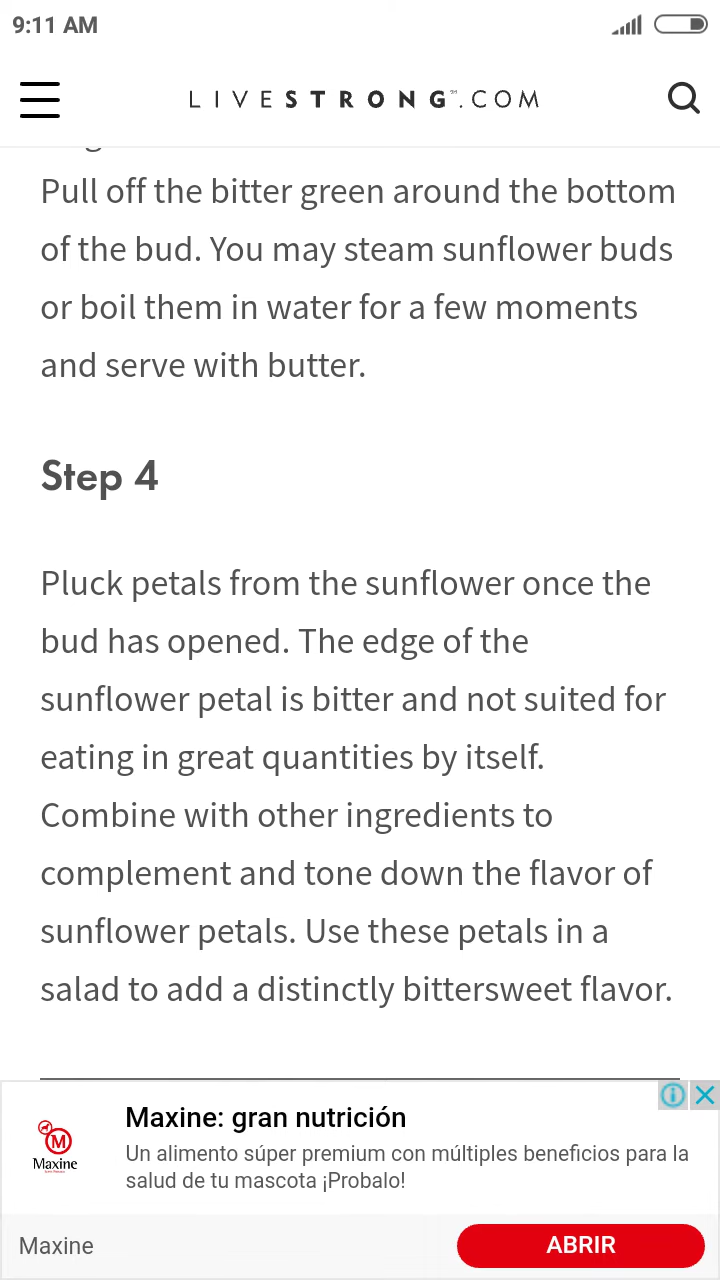 9:11 AM
LIVESTRONG™.COM
Pull off the bitter green around the bottom
of the bud. You may steam sunflower buds
or boil them in water for a few moments
and serve with butter.
Step 4
Pluck petals from the sunflower once the
bud has opened. The edge of the
sunflower petal is bitter and not suited for
eating in great quantities by itself.
Combine with other ingredients to
complement and tone down the flavor of
sunflower petals. Use these petals in a
salad to add a distinctly bittersweet flavor.
Maxine: gran nutrición
Un alimento súper premium con múltiples beneficios para la
salud de tu mascota ¡Probalo!
M
Maxine
Maxine
ABRIR